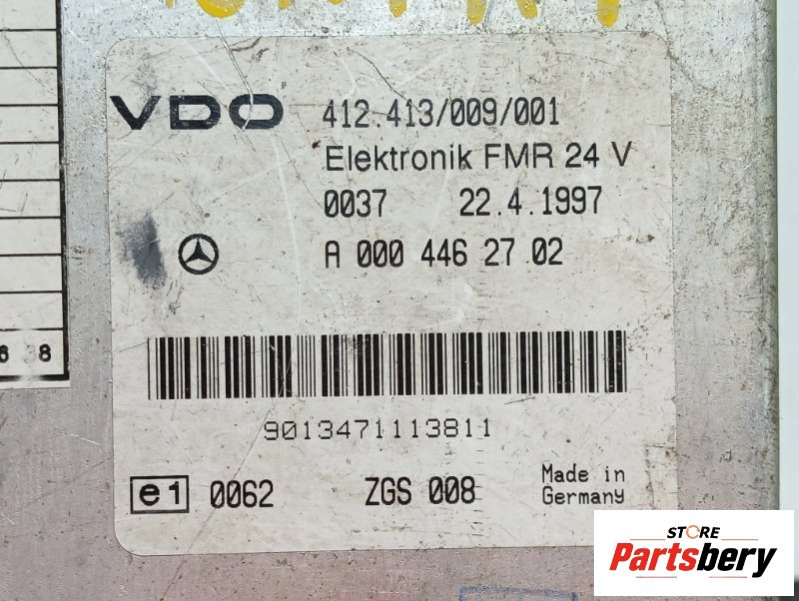 VDO 412.413/009/001
Elektronik FMR 24 V
0037 22.4.1997
A 000 446 27 02
8
9013471113811
e1 0062 ZGS 008 Made in
Germany
STORE
Partsbery